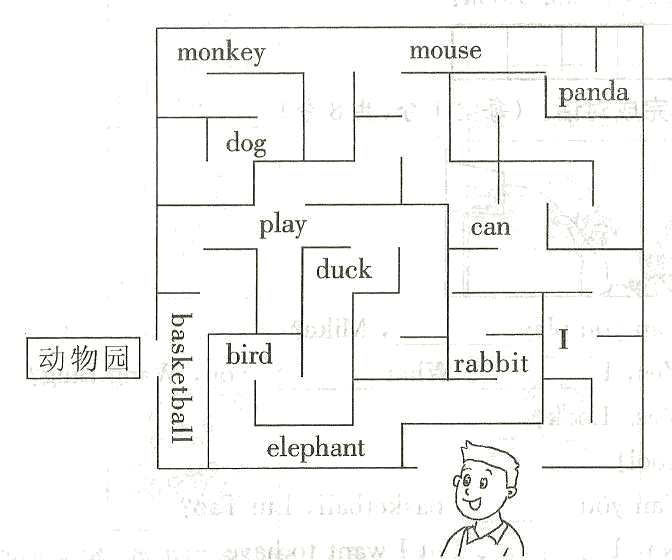 monkey
mouse
panda
dog
play
can
duck
动物园
basketball
bird
rabbit
I
elephant